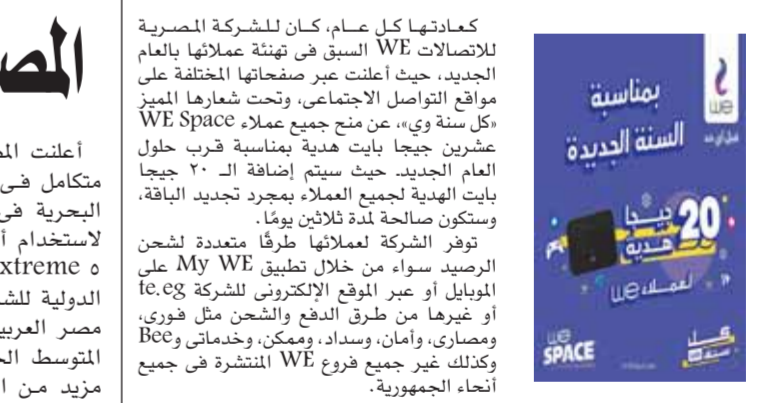 كعادتها كل عام، كان للشركة المصرية
للاتصالات WE السبق فى تهنئة عملائها بالعام
الجديد، حيث أعلنت عبر صفحاتها المختلفة على
مواقع التواصل الاجتماعى، وتحت شعارها المميز
«كل سنة وي»، عن منح جميع عملاء WE Space
عشرين جيجا بايت هدية بمناسبة قرب حلول
العام الجديد. حيث سيتم إضافة الـ ٢٠ جيجا
بايت الهدية لجميع العملاء بمجرد تجديد الباقة،
وستكون صالحة لمدة ثلاثين يومًا.
توفر الشركة لعملائها طرقًا متعددة لشحن
الرصيد سواء من خلال تطبيق My WE على
الموبايل أو عبر الموقع الإلكترونى للشركة te.eg
أو غيرها من طرق الدفع والشحن مثل فورى،
ومصارى، وأمان، وسداد، وممكن، وخدماتى وBee
وكذلك غير جميع فروع WE المنتشرة فى جميع
أنحاء الجمهورية.
we
بمناسبة
السنة الجديدة
20 جيجا
هدية
لعملاء we
we
SPACE
كل
سنة we
المص
أعلنت الم
متكامل فى
البحرية فى
لاستخدام أ
xtreme ٥
الدولية للش
مصر العربي
المتوسط الح
مزيد من ا